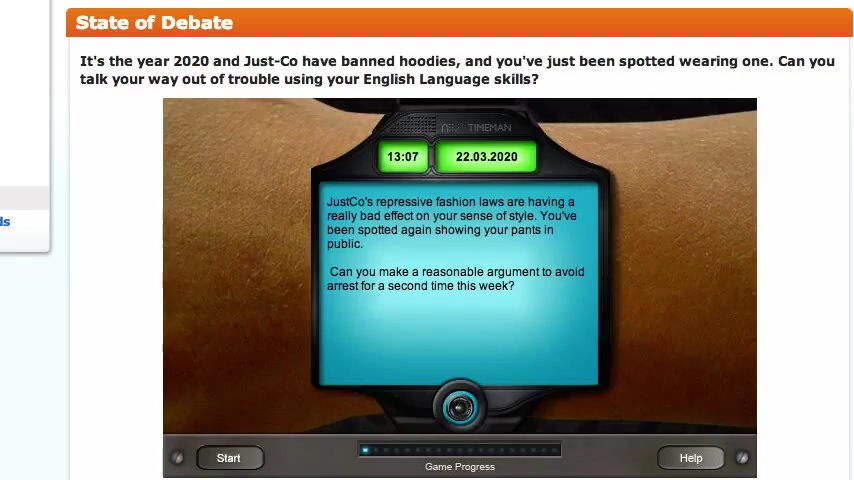 State of Debate
It's the year 2020 and Just-Co have banned hoodies, and you've just been spotted wearing one. Can you
talk your way out of trouble using your English Language skills?
TIMEMAN
13:07 22.03.2020
JustCo's repressive fashion laws are having a
really bad effect on your sense of style. You've
been spotted again showing your pants in
public.
Can you make a reasonable argument to avoid
arrest for a second time this week?
ds
Start
Game Progress
Help